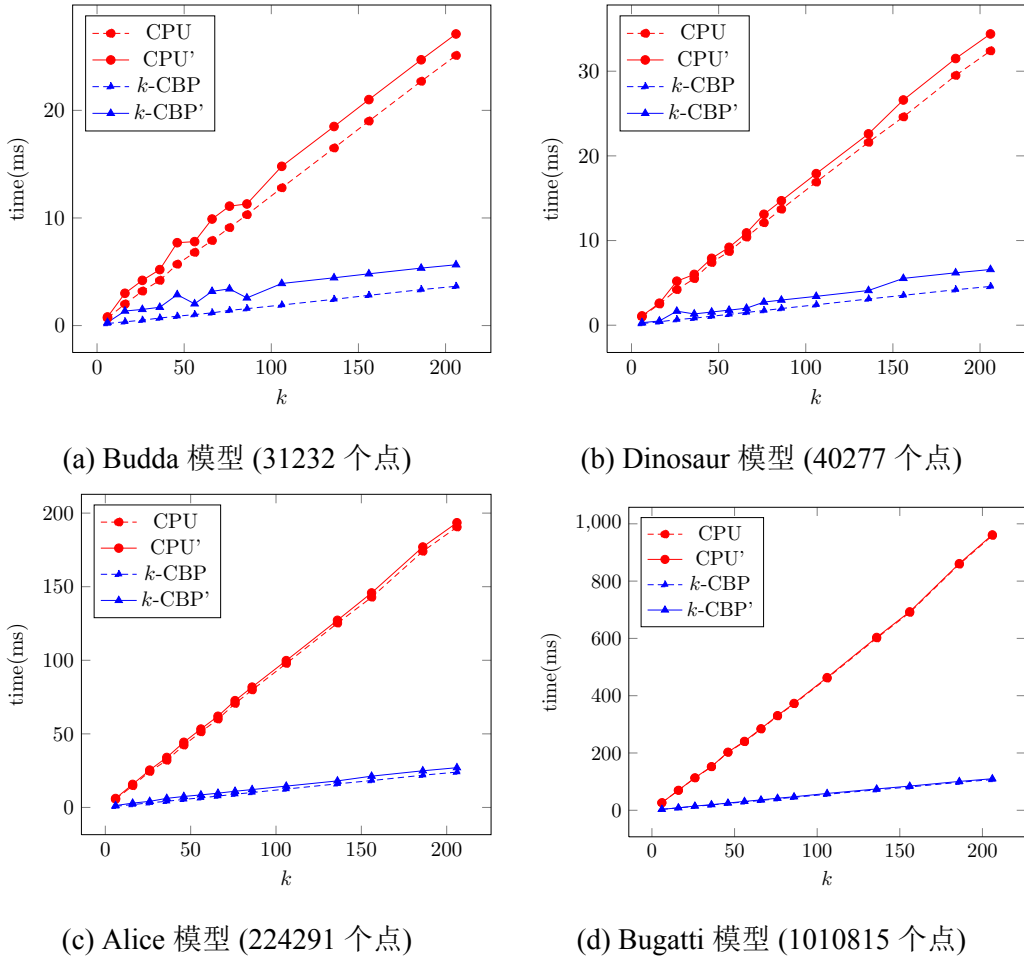 CPU
CPU'
k-CBP
k-CBP'
20
10
0
time(ms)
0 50 100 150 200
k
(a) Budda 模型 (31232 个点)
CPU
CPU'
k-CBP
k-CBP'
30
20
10
0
time(ms)
0 50 100 150 200
k
(b) Dinosaur 模型 (40277 个点)
CPU
CPU'
k-CBP
k-CBP'
200
150
100
50
0
time(ms)
0 50 100 150 200
k
(c) Alice 模型 (224291 个点)
CPU
CPU'
k-CBP
k-CBP'
1,000
800
600
400
200
0
time(ms)
0 50 100 150 200
k
(d) Bugatti 模型 (1010815 个点)